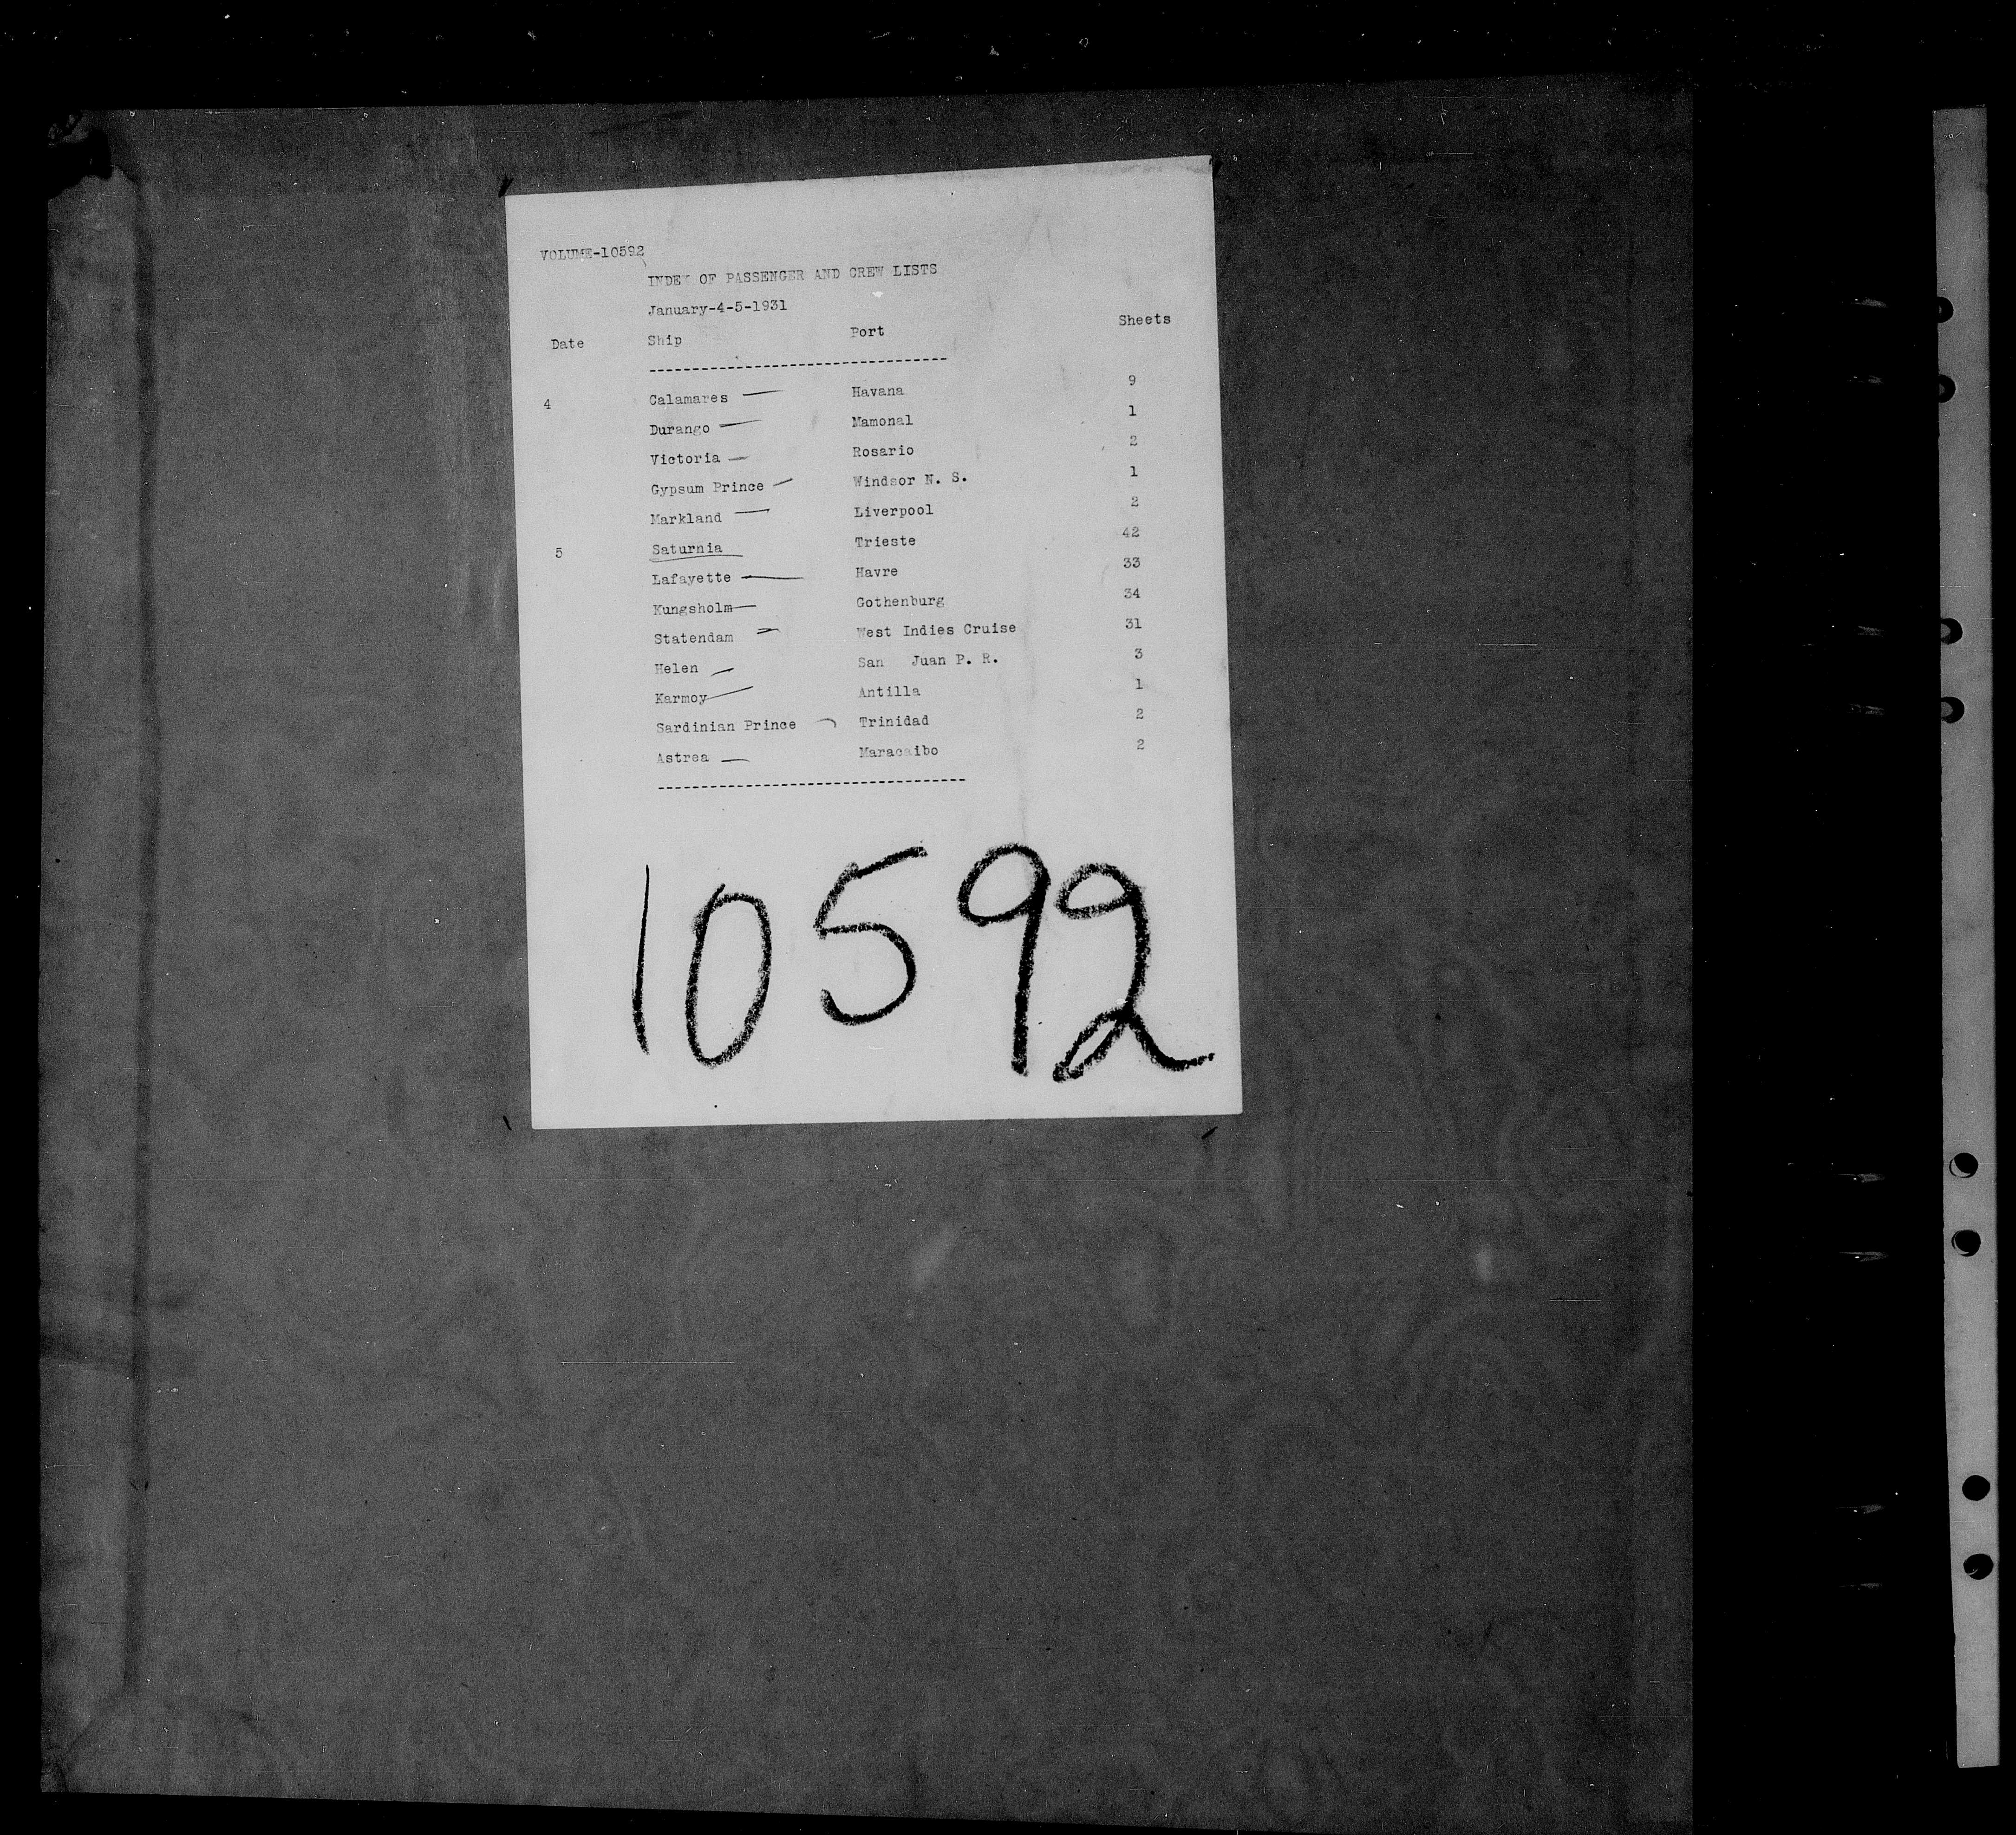 VOLUME-10592
INDEX OF PASSENGER AND CREW LISTS
January-4-5-1931
Date Ship Port Sheets
4 Calamares Havana 9
Durango Mamonal 1
Victoria Rosario 2
Gypsum Prince Windsor N. S. 1
Markland Liverpool 2
5 Saturnia Trieste 42
Lafayette Havre 33
Kungsholm Gothenburg 34
Statendam West Indies Cruise 31
Helen San Juan P. R. 3
Karmoy Antilla 1
Sardinian Prince Trinidad 2
Astrea Maracaibo 2
10592